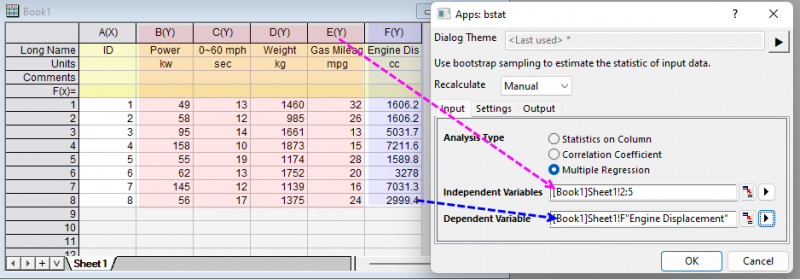 Book1
A(X) B(Y) C(Y) D(Y) E(Y) F(Y)
Long Name ID Power 0~60 mph Weight Gas Mileag Engine Dis
Units kw sec kg mpg cc
Comments
F(x)=
1 1 49 13 1460 32 1606.2
2 2 58 12 985 26 1606.2
3 3 95 14 1661 13 5031.7
4 4 158 10 1873 15 7211.6
5 5 55 19 1174 28 1589.8
6 6 62 13 1752 20 3278
7 7 145 12 1139 16 7031.3
8 8 56 17 1375 24 2999.4
9
10
11
12
Sheet1
Apps: bstat
Dialog Theme <Last used> *
Use bootstrap sampling to estimate the statistic of input data.
Recalculate Manual
Input Settings Output
Analysis Type
Statistics on Column
Correlation Coefficient
Multiple Regression
Independent Variables [Book1]Sheet1!2:5
Dependent Variable [Book1]Sheet1!F"Engine Displacement"
OK Cancel